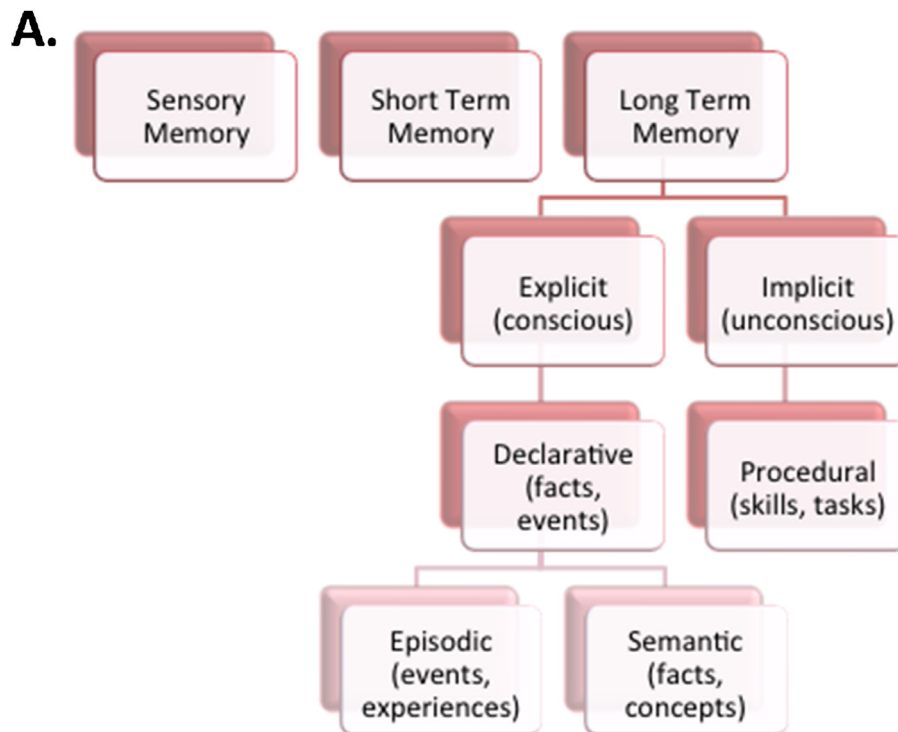 A.
Sensory
Memory
Short Term
Memory
Long Term
Memory
Explicit
(conscious)
Implicit
(unconscious)
Declarative
(facts,
events)
Procedural
(skills, tasks)
Episodic
(events,
experiences)
Semantic
(facts,
concepts)